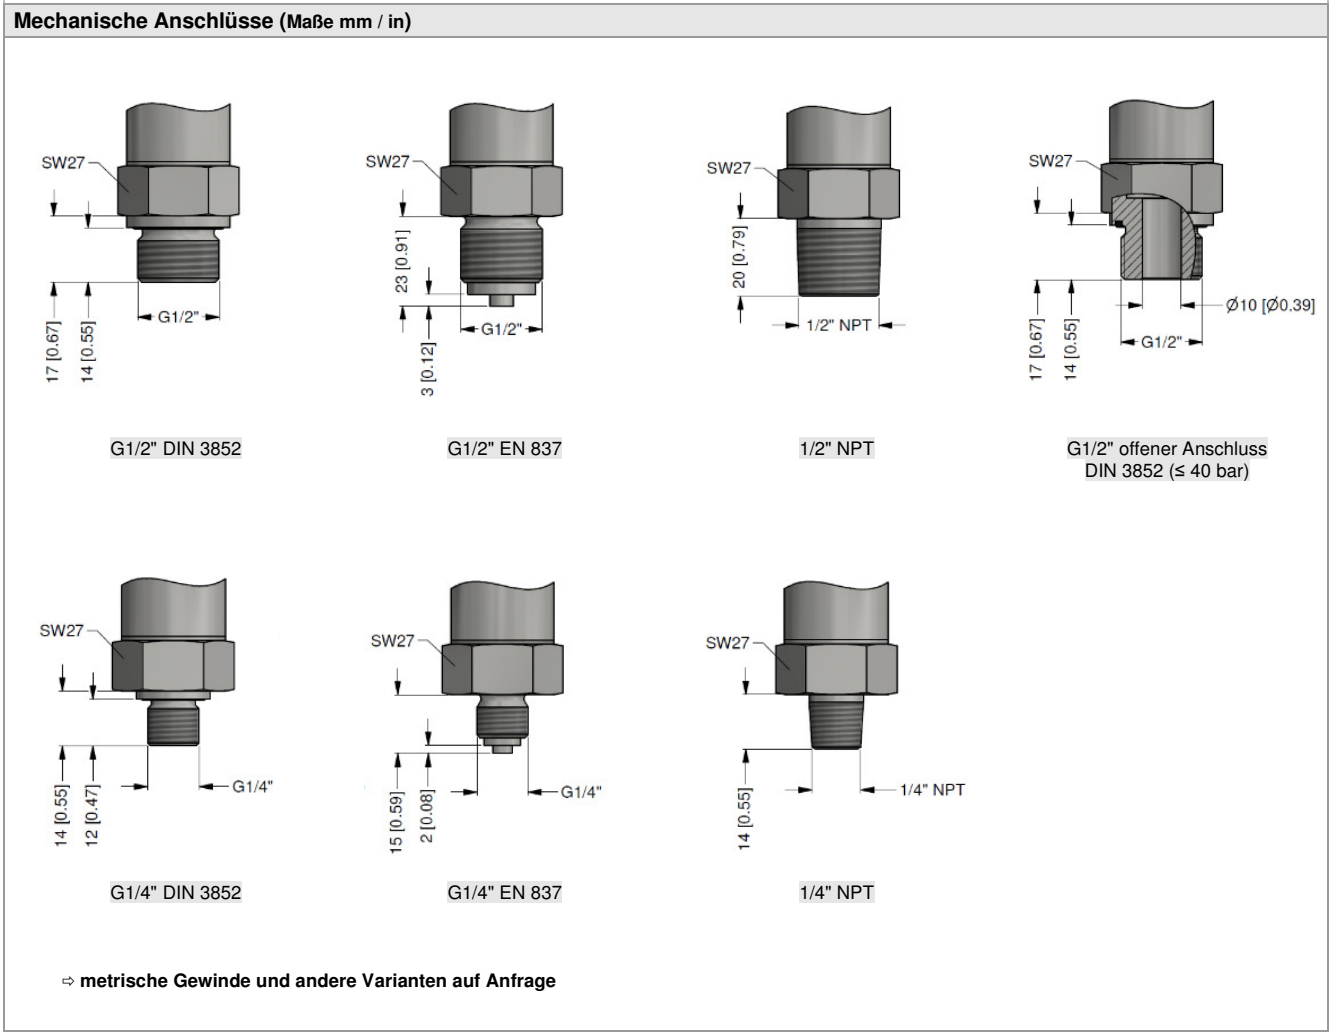 Mechanische Anschlüsse (Maße mm / in)
SW27
17 [0.67]
14 [0.55]
G1/2"
G1/2" DIN 3852
SW27
23 [0.91]
3 [0.12]
G1/2"
G1/2" EN 837
SW27
20 [0.79]
1/2" NPT
1/2" NPT
SW27
17 [0.67]
14 [0.55]
Ø10 [Ø0.39]
G1/2"
G1/2" offener Anschluss
DIN 3852 (≤ 40 bar)
SW27
14 [0.55]
12 [0.47]
G1/4"
G1/4" DIN 3852
SW27
15 [0.59]
2 [0.08]
G1/4"
G1/4" EN 837
SW27
14 [0.55]
1/4" NPT
1/4" NPT
⇨ metrische Gewinde und andere Varianten auf Anfrage